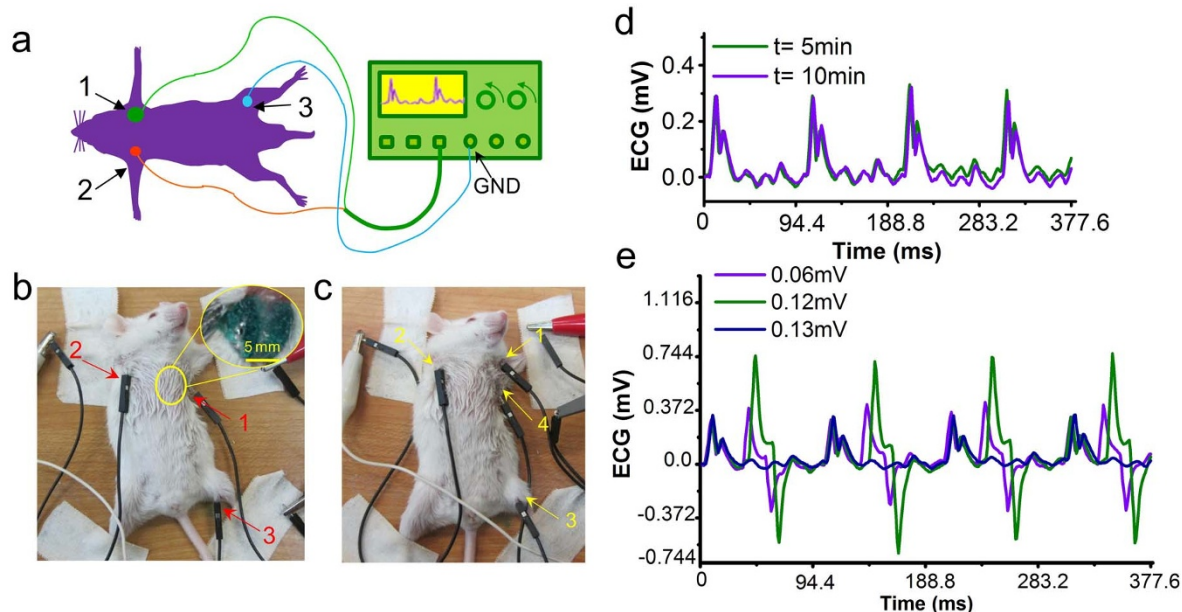 a
1
2
3
GND
b
2
1
3
5 mm
c
2
1
4
3
d
t= 5min
t= 10min
ECG (mV)
0.4
0.2
0.0
0
94.4
188.8
283.2
377.6
Time (ms)
e
0.06mV
0.12mV
0.13mV
ECG (mV)
1.116
0.744
0.372
0.0
-0.372
-0.744
0
94.4
188.8
283.2
377.6
Time (ms)